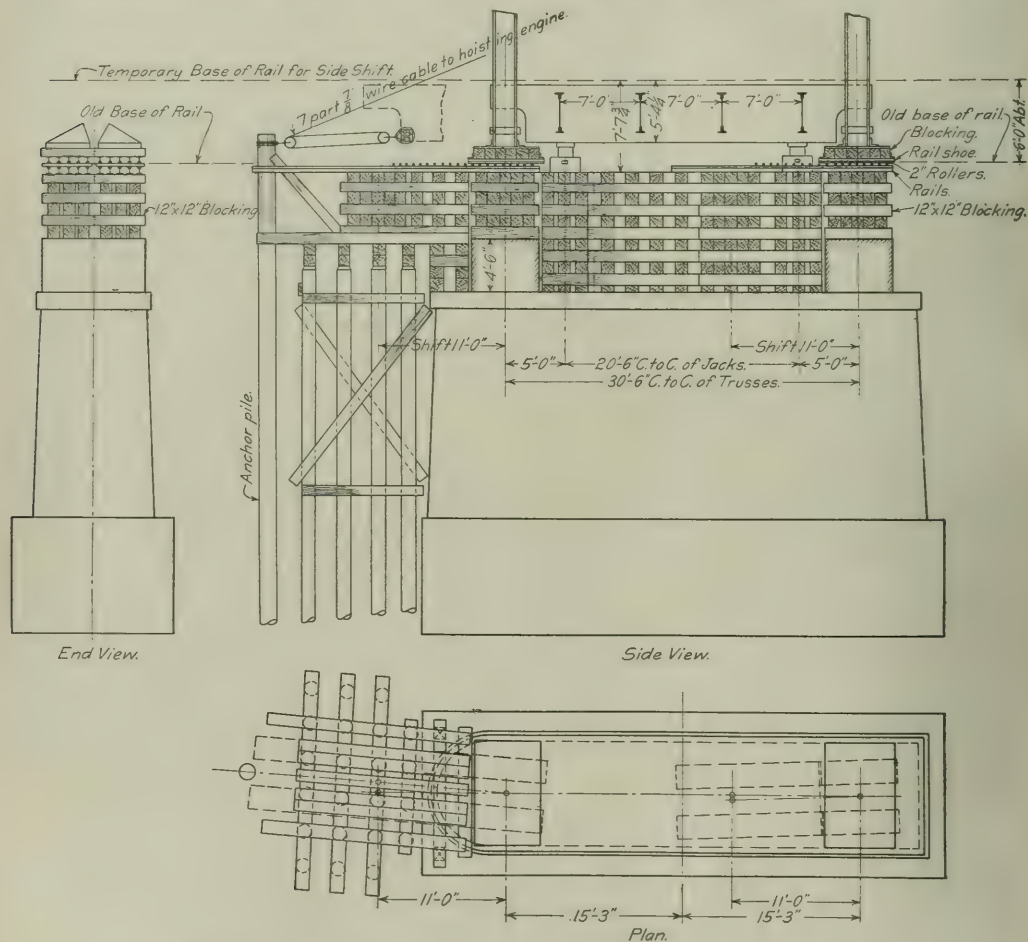 Temporary Base of Rail for Side Shift.
7 part 7/8" wire cable to hoisting engine.
Old Base of Rail
7'-0" 7'-0" 7'-0"
7'-7 3/4"
5'-4 1/4"
6'-0" Abt.
Old base of rail
Blocking.
Rail shoe.
2" Rollers.
Rails.
12"x12" Blocking.
12"x12" Blocking.
4'-6"
Shift 11'-0"
Shift 11'-0"
5'-0" 20'-6" C. to C. of Jacks. 5'-0"
30'-6" C. to C. of Trusses.
Anchor pile.
End View.
Side View.
11'-0"
11'-0"
15'-3"
15'-3"
Plan.